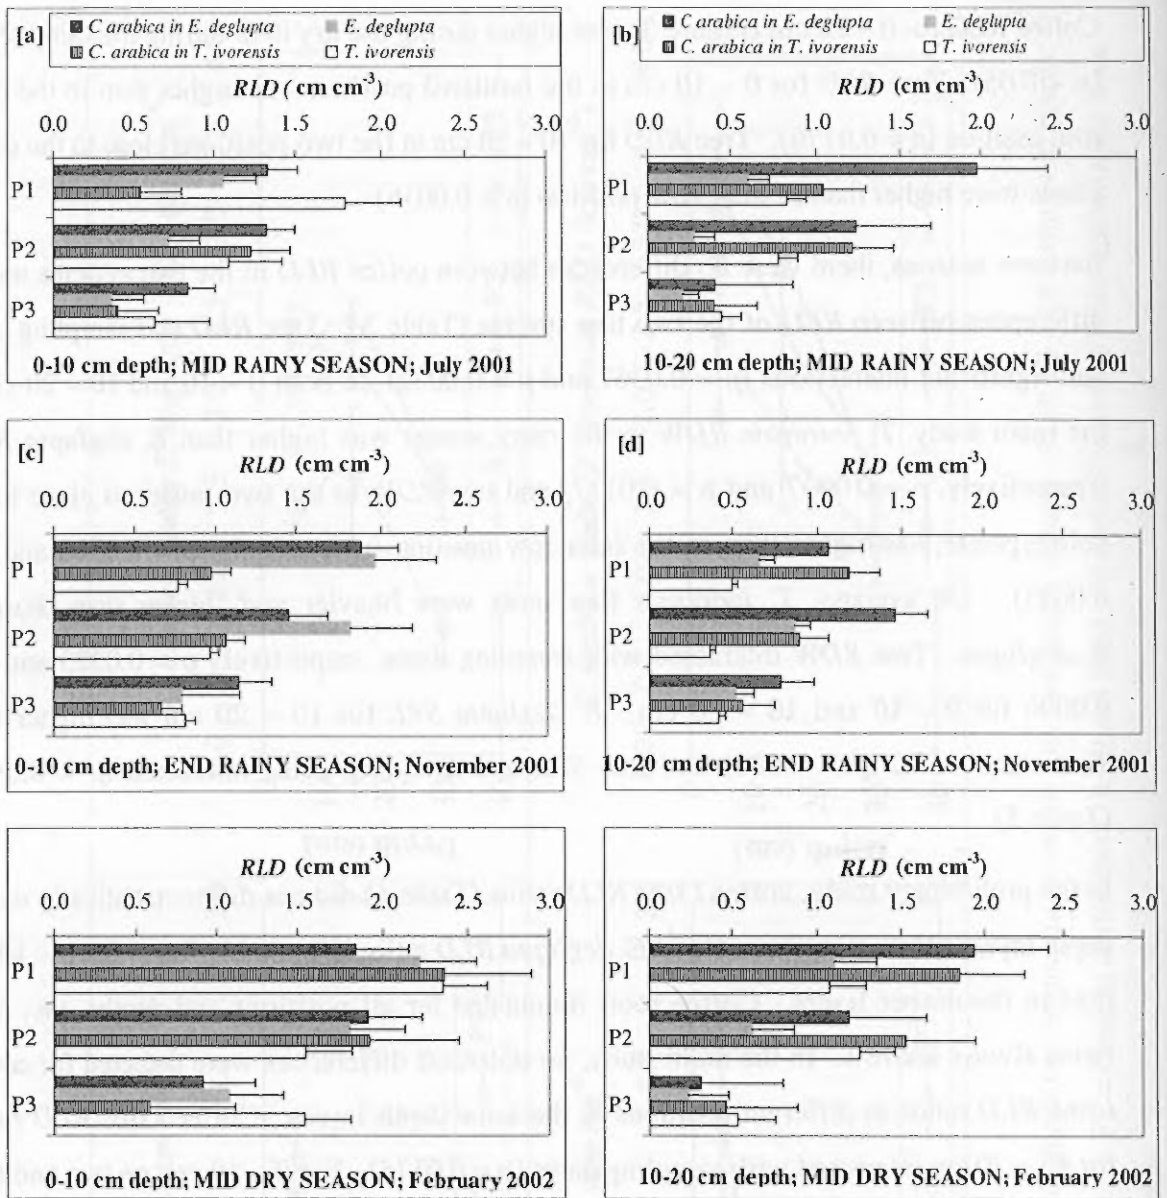 [a]
C arabica in E. deglupta E. deglupta
C. arabica in T. ivorensis T. ivorensis
RLD ( cm cm-3)
0.0 0.5 1.0 1.5 2.0 2.5 3.0
P1
P2
P3
0-10 cm depth; MID RAINY SEASON; July 2001
[b]
C arabica in E. deglupta E. deglupta
C. arabica in T. ivorensis T. ivorensis
RLD (cm cm-3)
0.0 0.5 1.0 1.5 2.0 2.5 3.0
P1
P2
P3
10-20 cm depth; MID RAINY SEASON; July 2001
[c]
RLD (cm cm-3)
0.0 0.5 1.0 1.5 2.0 2.5 3.0
P1
P2
P3
0-10 cm depth; END RAINY SEASON; November 2001
[d]
RLD (cm cm-3)
0.0 0.5 1.0 1.5 2.0 2.5 3.0
P1
P2
P3
10-20 cm depth; END RAINY SEASON; November 2001
RLD (cm cm-3)
0.0 0.5 1.0 1.5 2.0 2.5 3.0
P1
P2
P3
0-10 cm depth; MID DRY SEASON; February 2002
RLD (cm cm-3)
0.0 0.5 1.0 1.5 2.0 2.5 3.0
P1
P2
P3
10-20 cm depth; MID DRY SEASON; February 2002